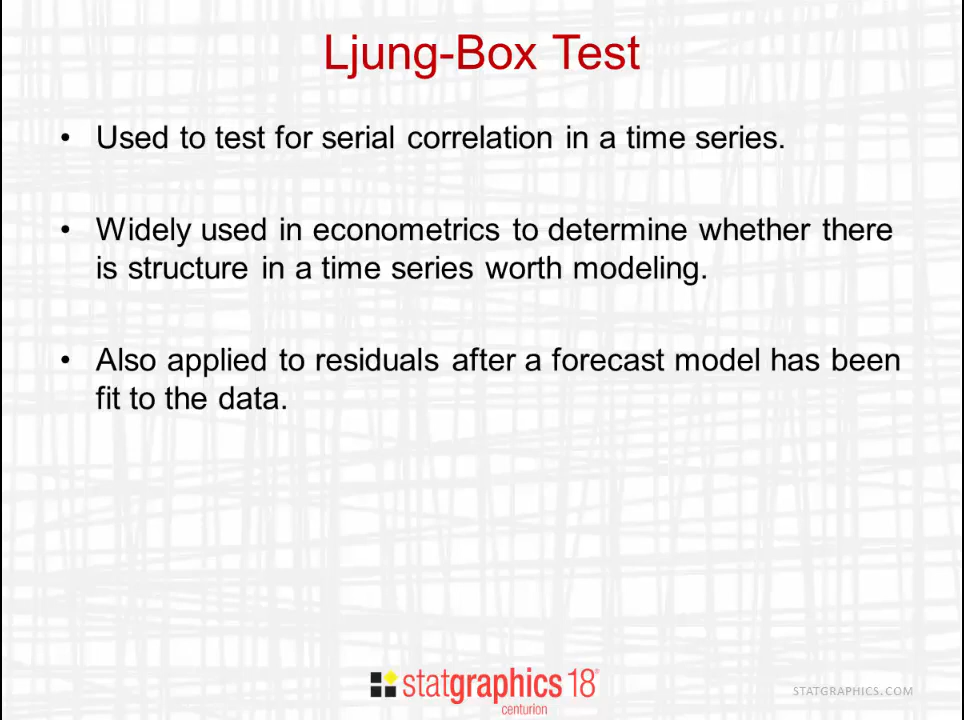 Ljung-Box Test
• Used to test for serial correlation in a time series.
• Widely used in econometrics to determine whether there
is structure in a time series worth modeling.
• Also applied to residuals after a forecast model has been
fit to the data.
statgraphics 18®
centurion
STATGRAPHICS.COM